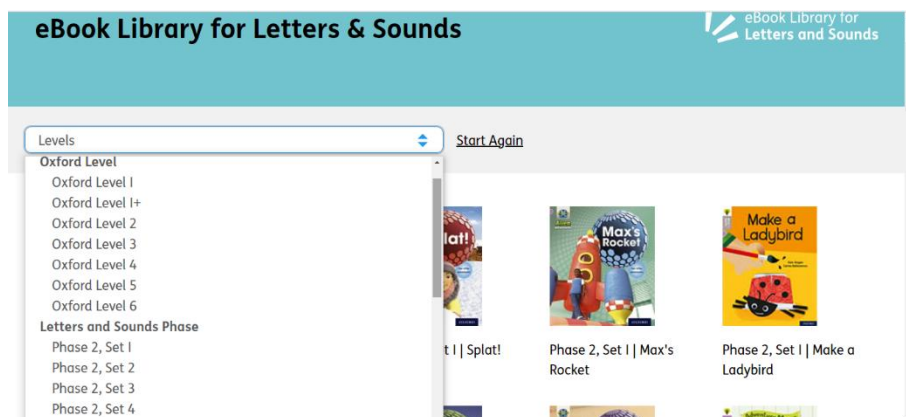 eBook Library for Letters & Sounds
eBook Library for
Letters and Sounds
Levels
Start Again
Oxford Level
Oxford Level 1
Oxford Level 1+
Oxford Level 2
Oxford Level 3
Oxford Level 4
Oxford Level 5
Oxford Level 6
Letters and Sounds Phase
Phase 2, Set 1
Phase 2, Set 2
Phase 2, Set 3
Phase 2, Set 4
lat!
Max's
Rocket
Make a
Ladybird
t 1 | Splat!
Phase 2, Set 1 | Max's
Rocket
Phase 2, Set 1 | Make a
Ladybird